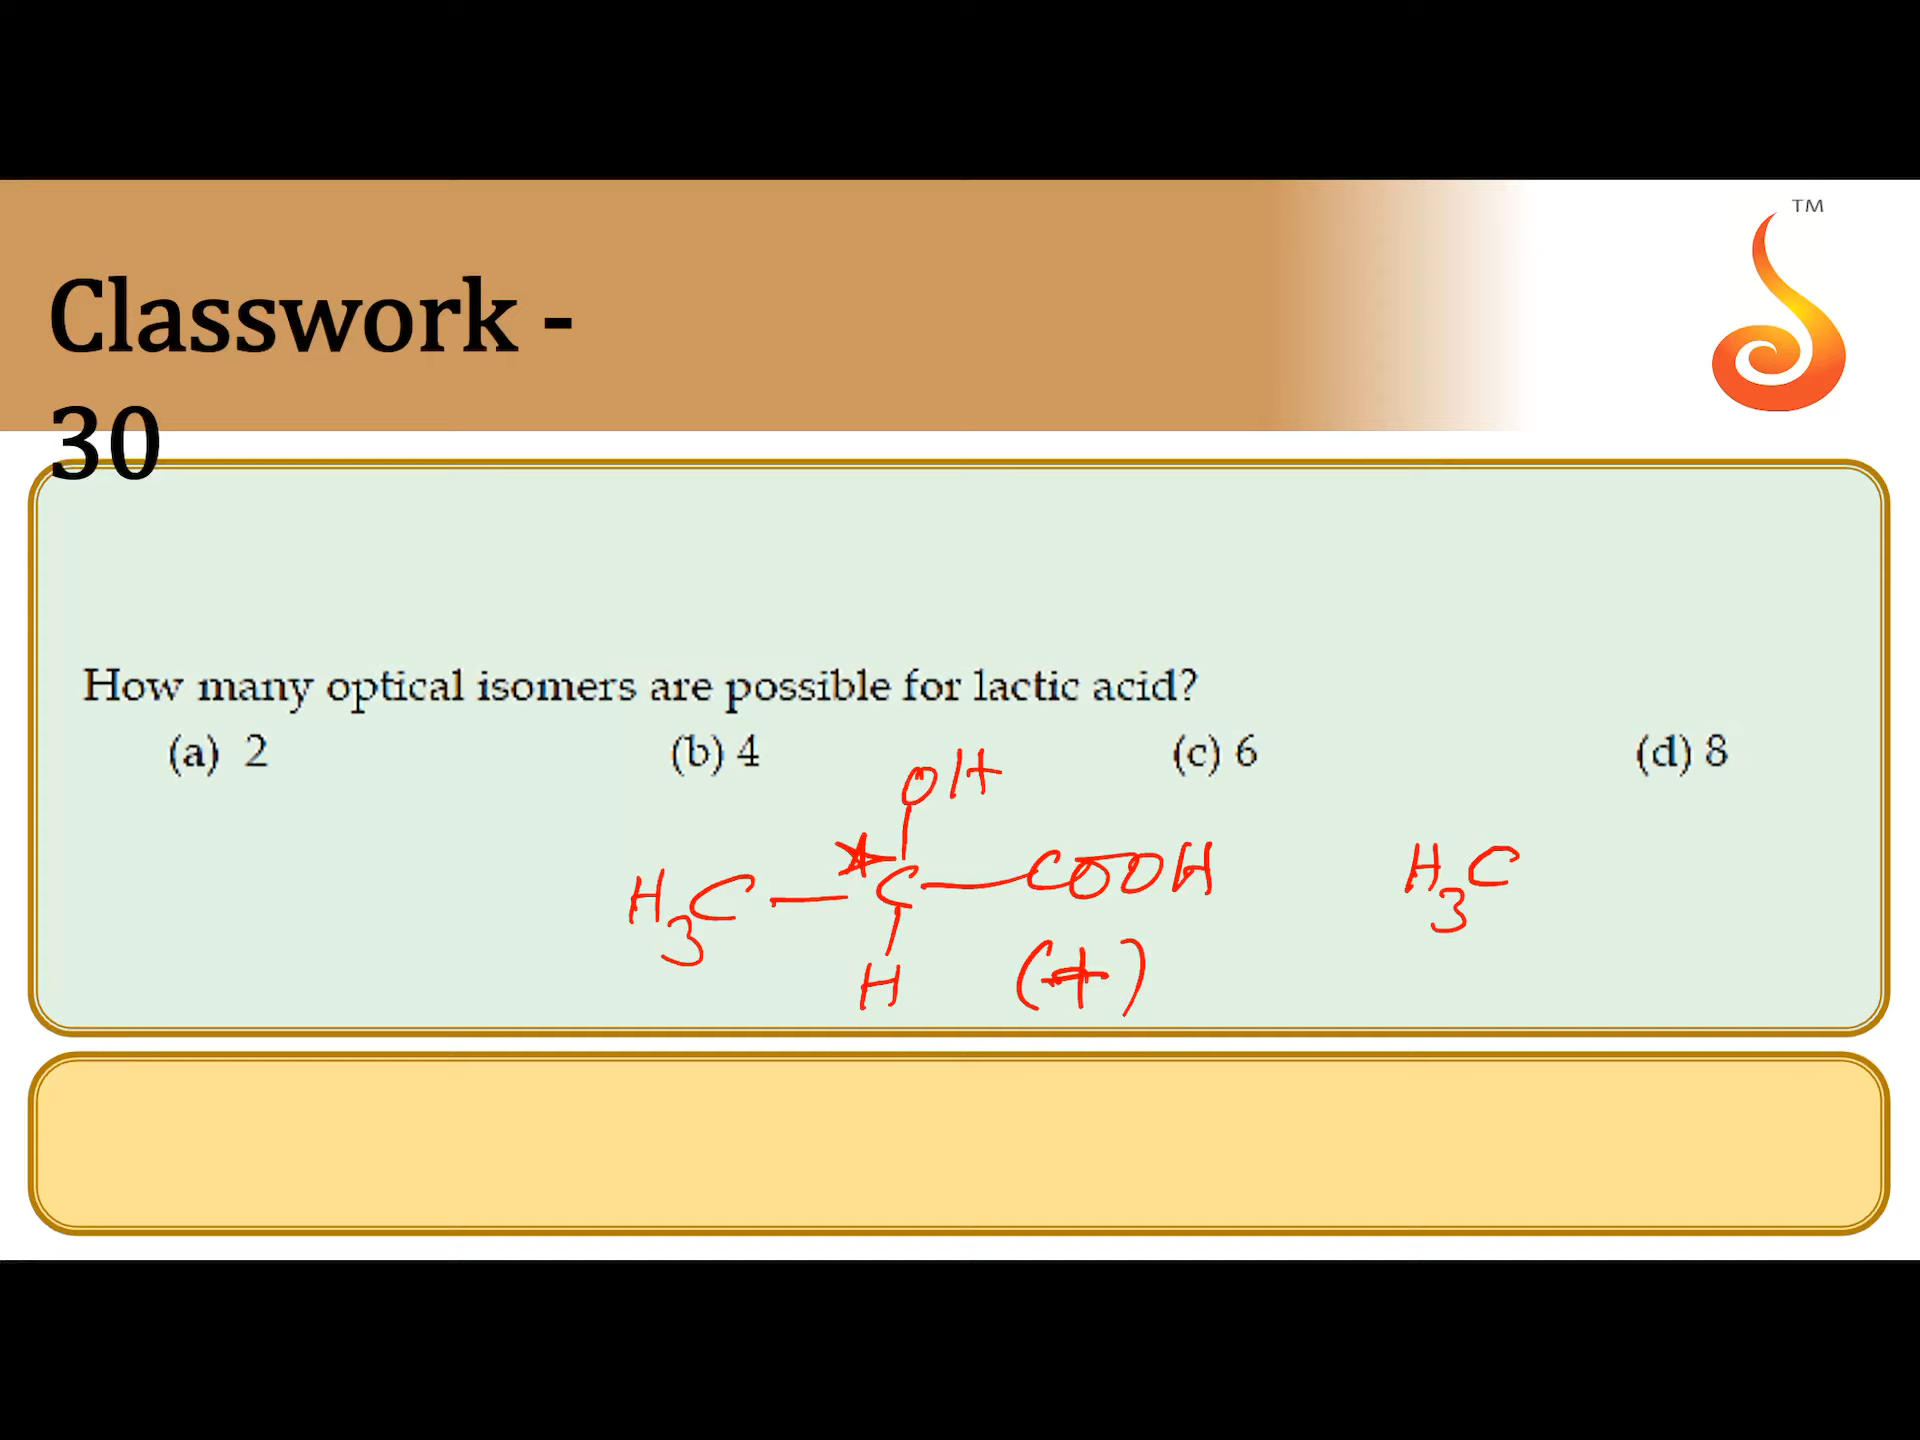 TM
Classwork -
30
How many optical isomers are possible for lactic acid?
(a) 2 (b) 4 (c) 6 (d) 8
OH
H3C — C* — COOH H3C
H (+)